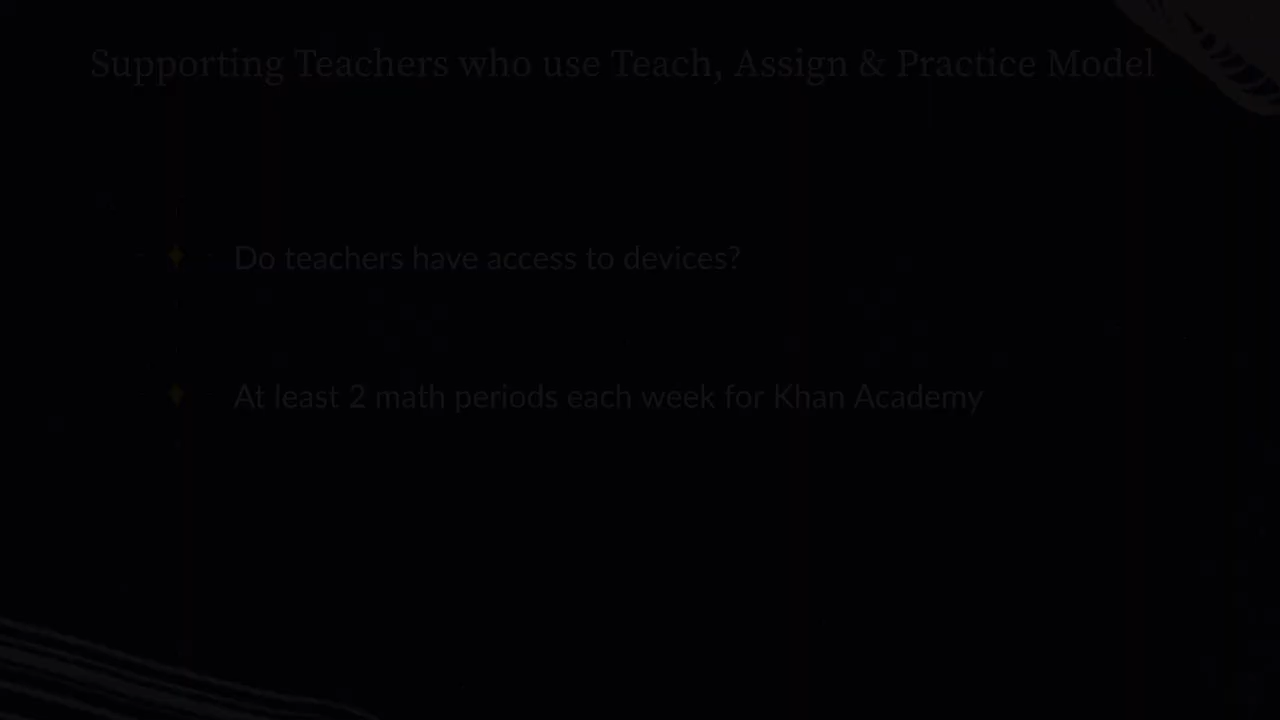 Supporting Teachers who use Teach, Assign & Practice Model
Do teachers have access to devices?
At least 2 math periods each week for Khan Academy